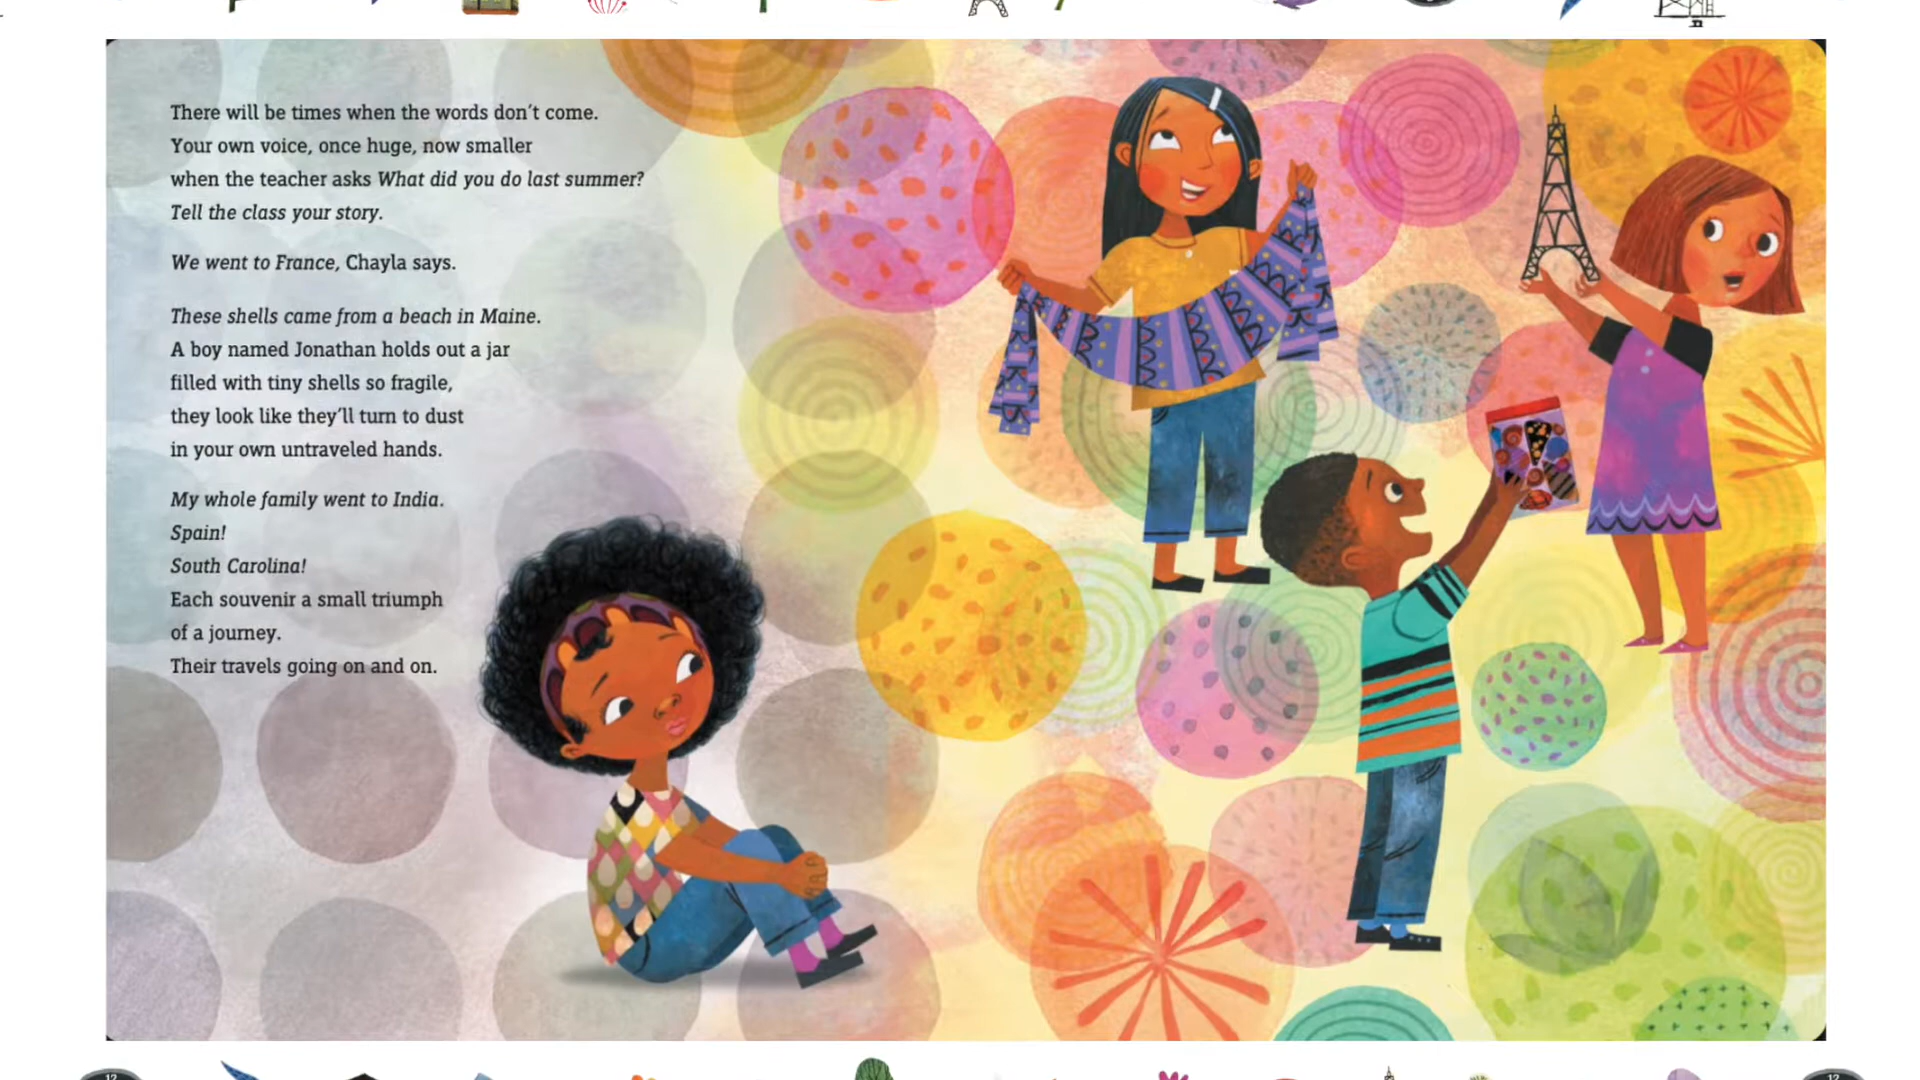 There will be times when the words don’t come.
Your own voice, once huge, now smaller
when the teacher asks What did you do last summer?
Tell the class your story.
We went to France, Chayla says.
These shells came from a beach in Maine.
A boy named Jonathan holds out a jar
filled with tiny shells so fragile,
they look like they’ll turn to dust
in your own untraveled hands.
My whole family went to India.
Spain!
South Carolina!
Each souvenir a small triumph
of a journey.
Their travels going on and on.
12
12